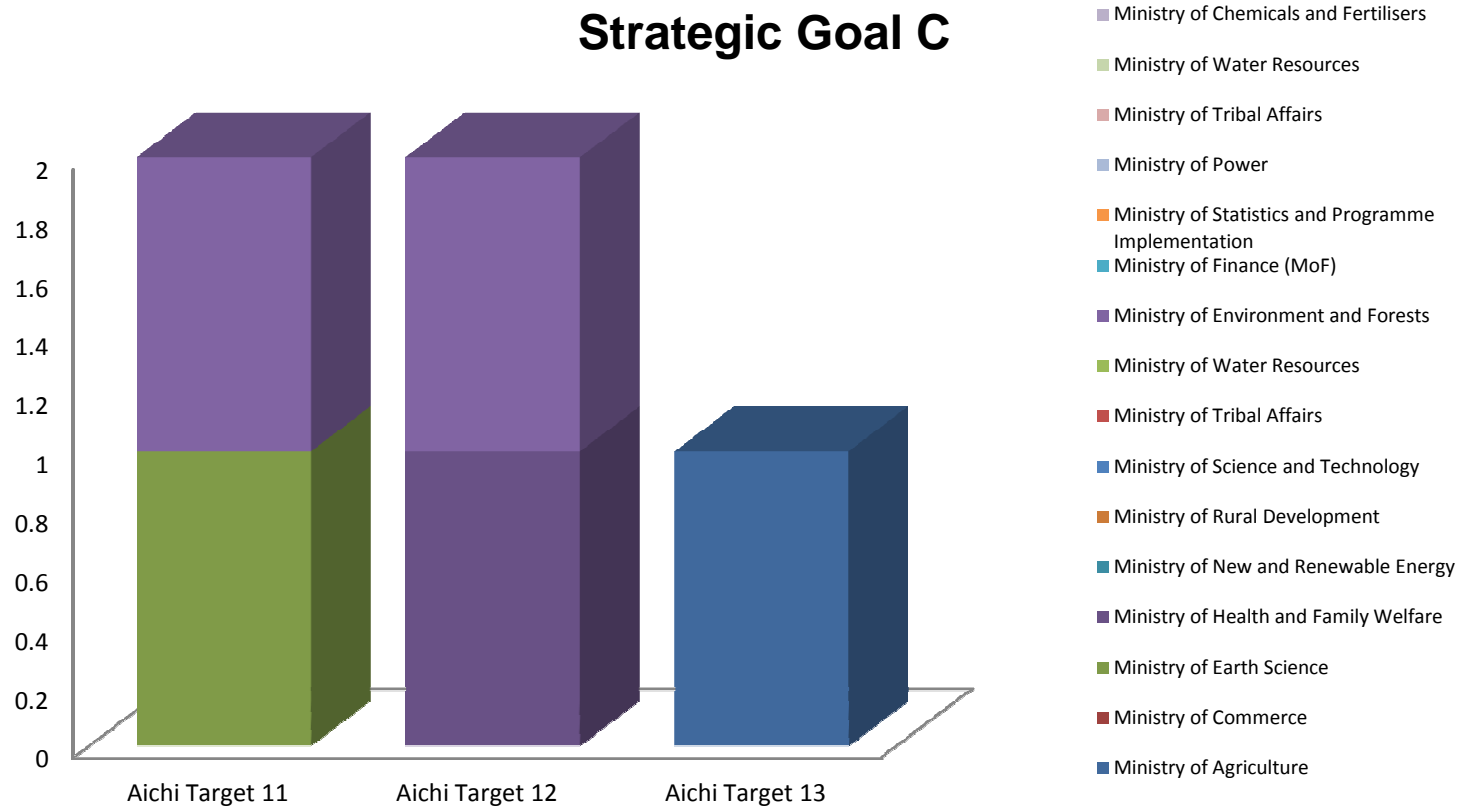 Strategic Goal C
2
1.8
1.6
1.4
1.2
1
0.8
0.6
0.4
0.2
0
Aichi Target 11
Aichi Target 12
Aichi Target 13
Ministry of Chemicals and Fertilisers
Ministry of Water Resources
Ministry of Tribal Affairs
Ministry of Power
Ministry of Statistics and Programme
Implementation
Ministry of Finance (MoF)
Ministry of Environment and Forests
Ministry of Water Resources
Ministry of Tribal Affairs
Ministry of Science and Technology
Ministry of Rural Development
Ministry of New and Renewable Energy
Ministry of Health and Family Welfare
Ministry of Earth Science
Ministry of Commerce
Ministry of Agriculture